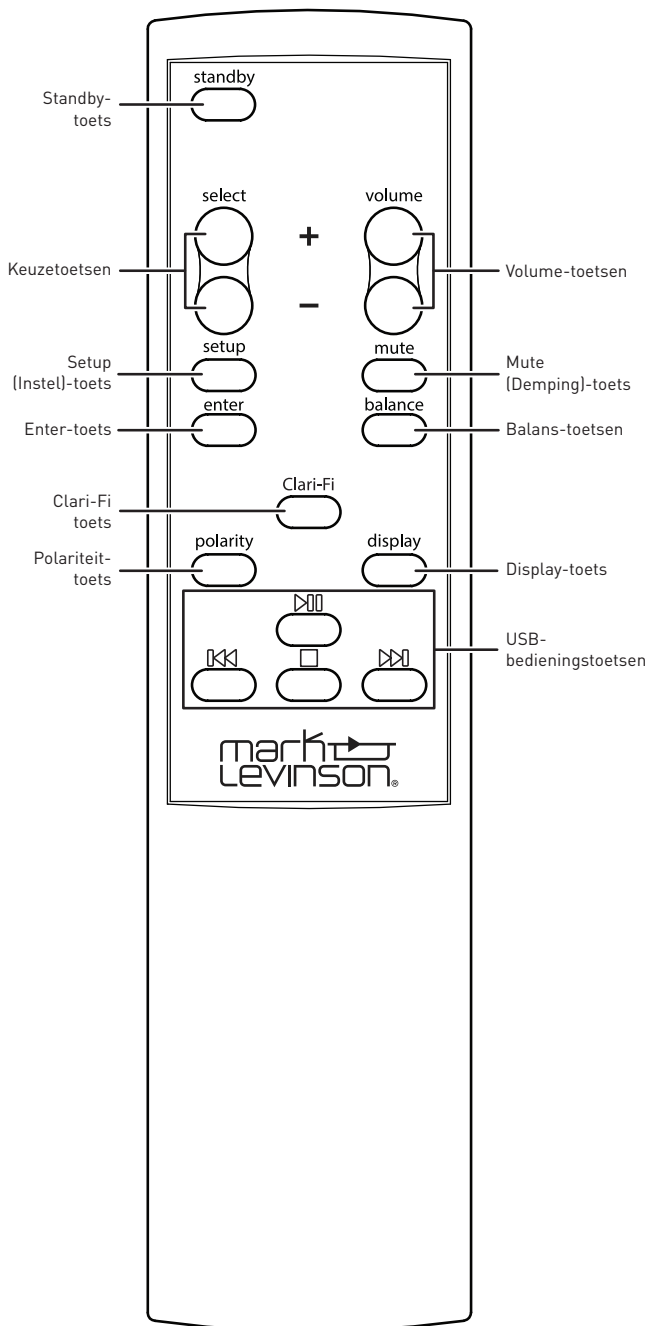 standby
Standby-
toets
select
volume
+
Keuzetoetsen
Volume-toetsen
−
setup
mute
Setup
(Instel)-toets
Mute
(Demping)-toets
enter
balance
Enter-toets
Balans-toetsen
Clari-Fi
Clari-Fi
toets
polarity
display
Polariteit-
toets
Display-toets
USB-
bedieningstoetsen
mark
Levinson®